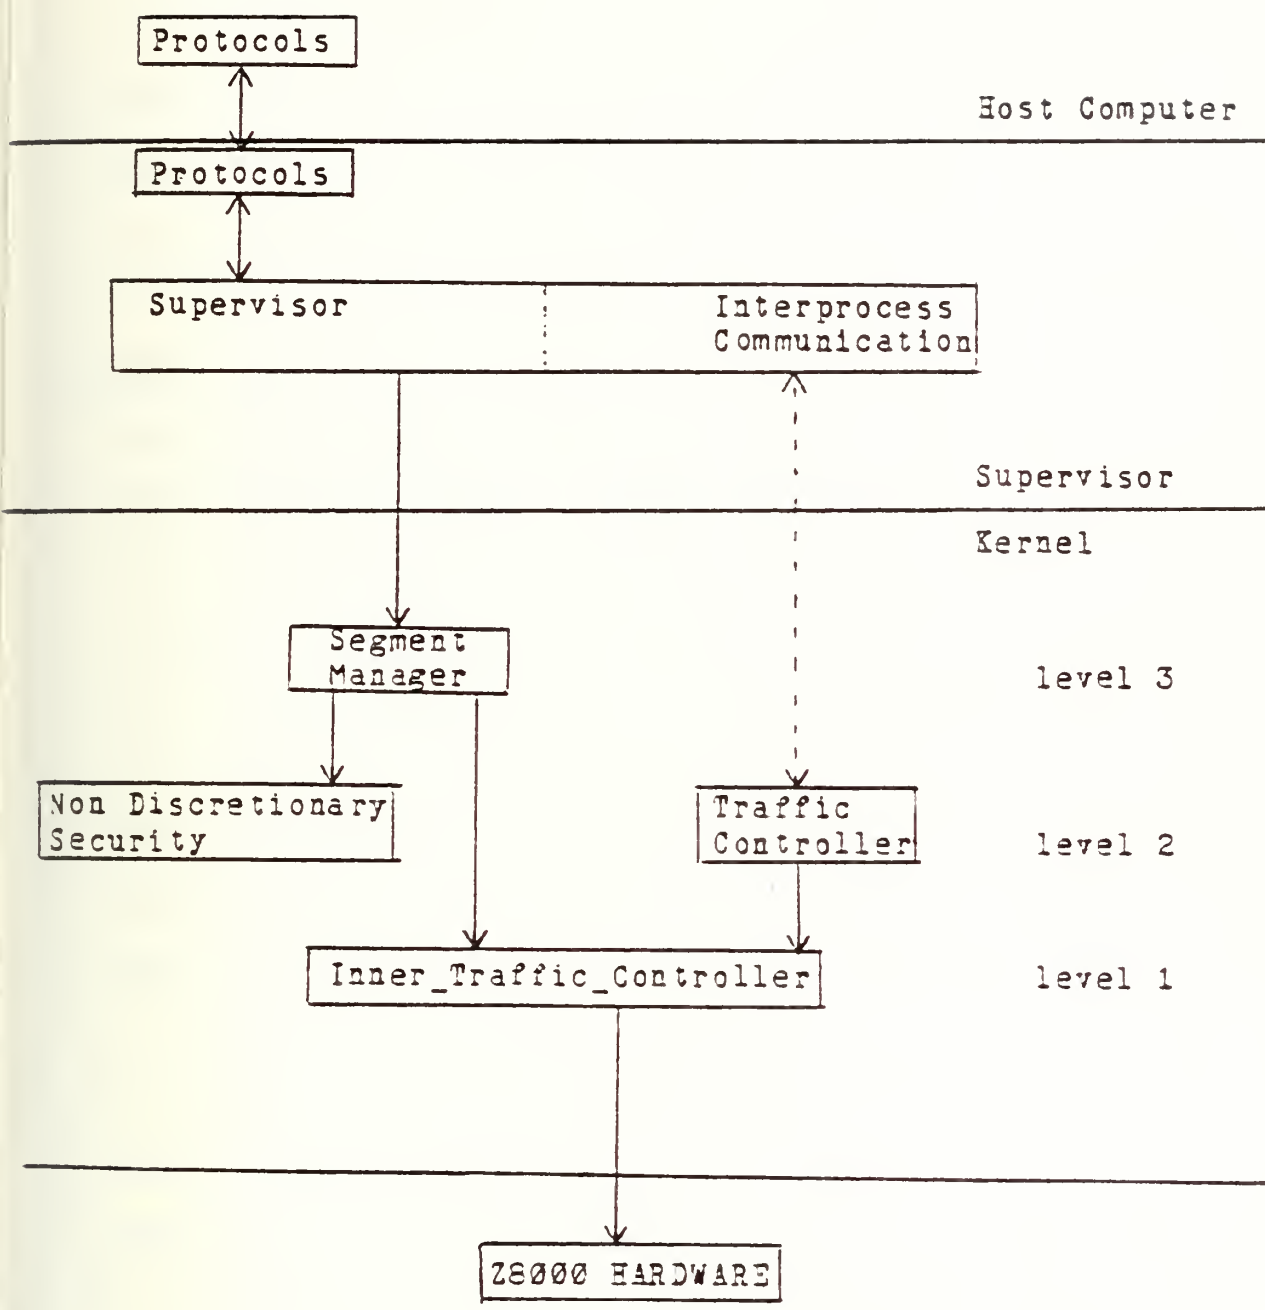 Protocols
Host Computer
Protocols
Supervisor
Interprocess
Communication
Supervisor
Kernel
Segment
Manager
level 3
Non Discretionary
Security
Traffic
Controller
level 2
Inner_Traffic_Controller
level 1
Z8000 HARDWARE